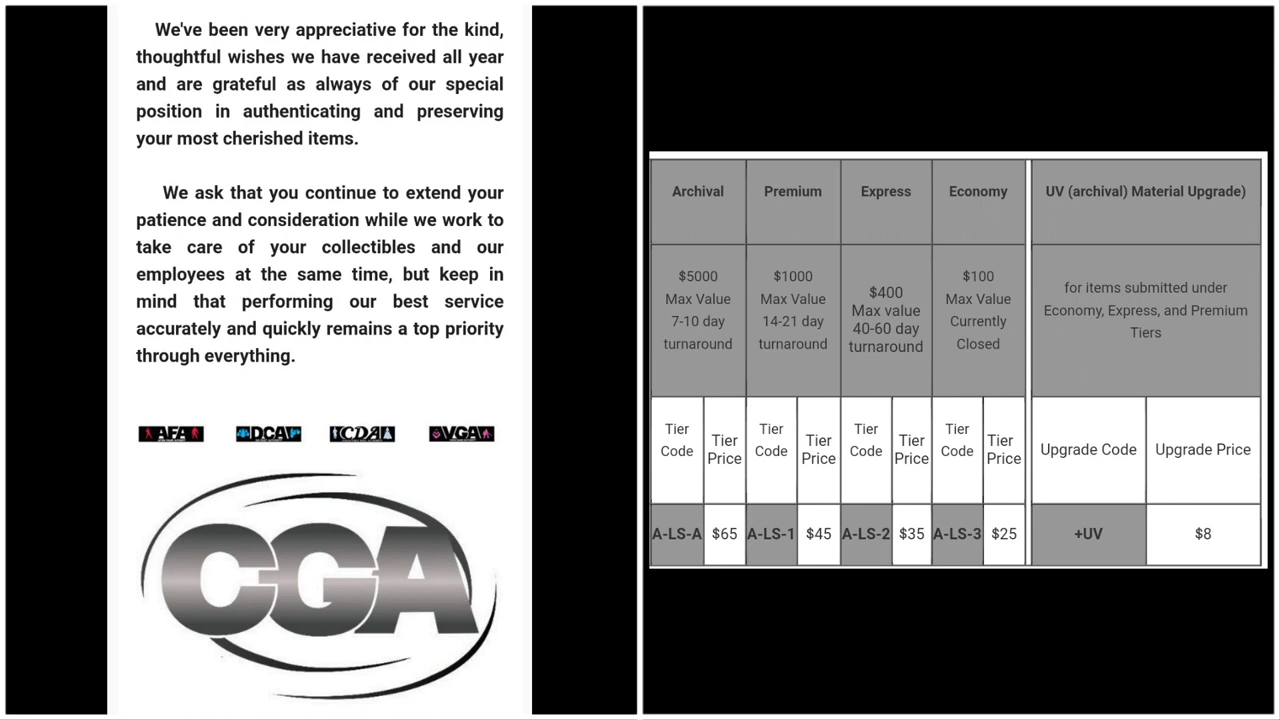 We've been very appreciative for the kind,
thoughtful wishes we have received all year
and are grateful as always of our special
position in authenticating and preserving
your most cherished items.
We ask that you continue to extend your
patience and consideration while we work to
take care of your collectibles and our
employees at the same time, but keep in
mind that performing our best service
accurately and quickly remains a top priority
through everything.
AFA DCA CDA VGA
CGA
Archival Premium Express Economy UV (archival) Material Upgrade)
$5000
Max Value
7-10 day
turnaround
$1000
Max Value
14-21 day
turnaround
$400
Max value
40-60 day
turnaround
$100
Max Value
Currently
Closed
for items submitted under
Economy, Express, and Premium
Tiers
Tier
Code
Tier
Price
Tier
Code
Tier
Price
Tier
Code
Tier
Price
Tier
Code
Tier
Price
Upgrade Code
Upgrade Price
A-LS-A $65 A-LS-1 $45 A-LS-2 $35 A-LS-3 $25 +UV $8